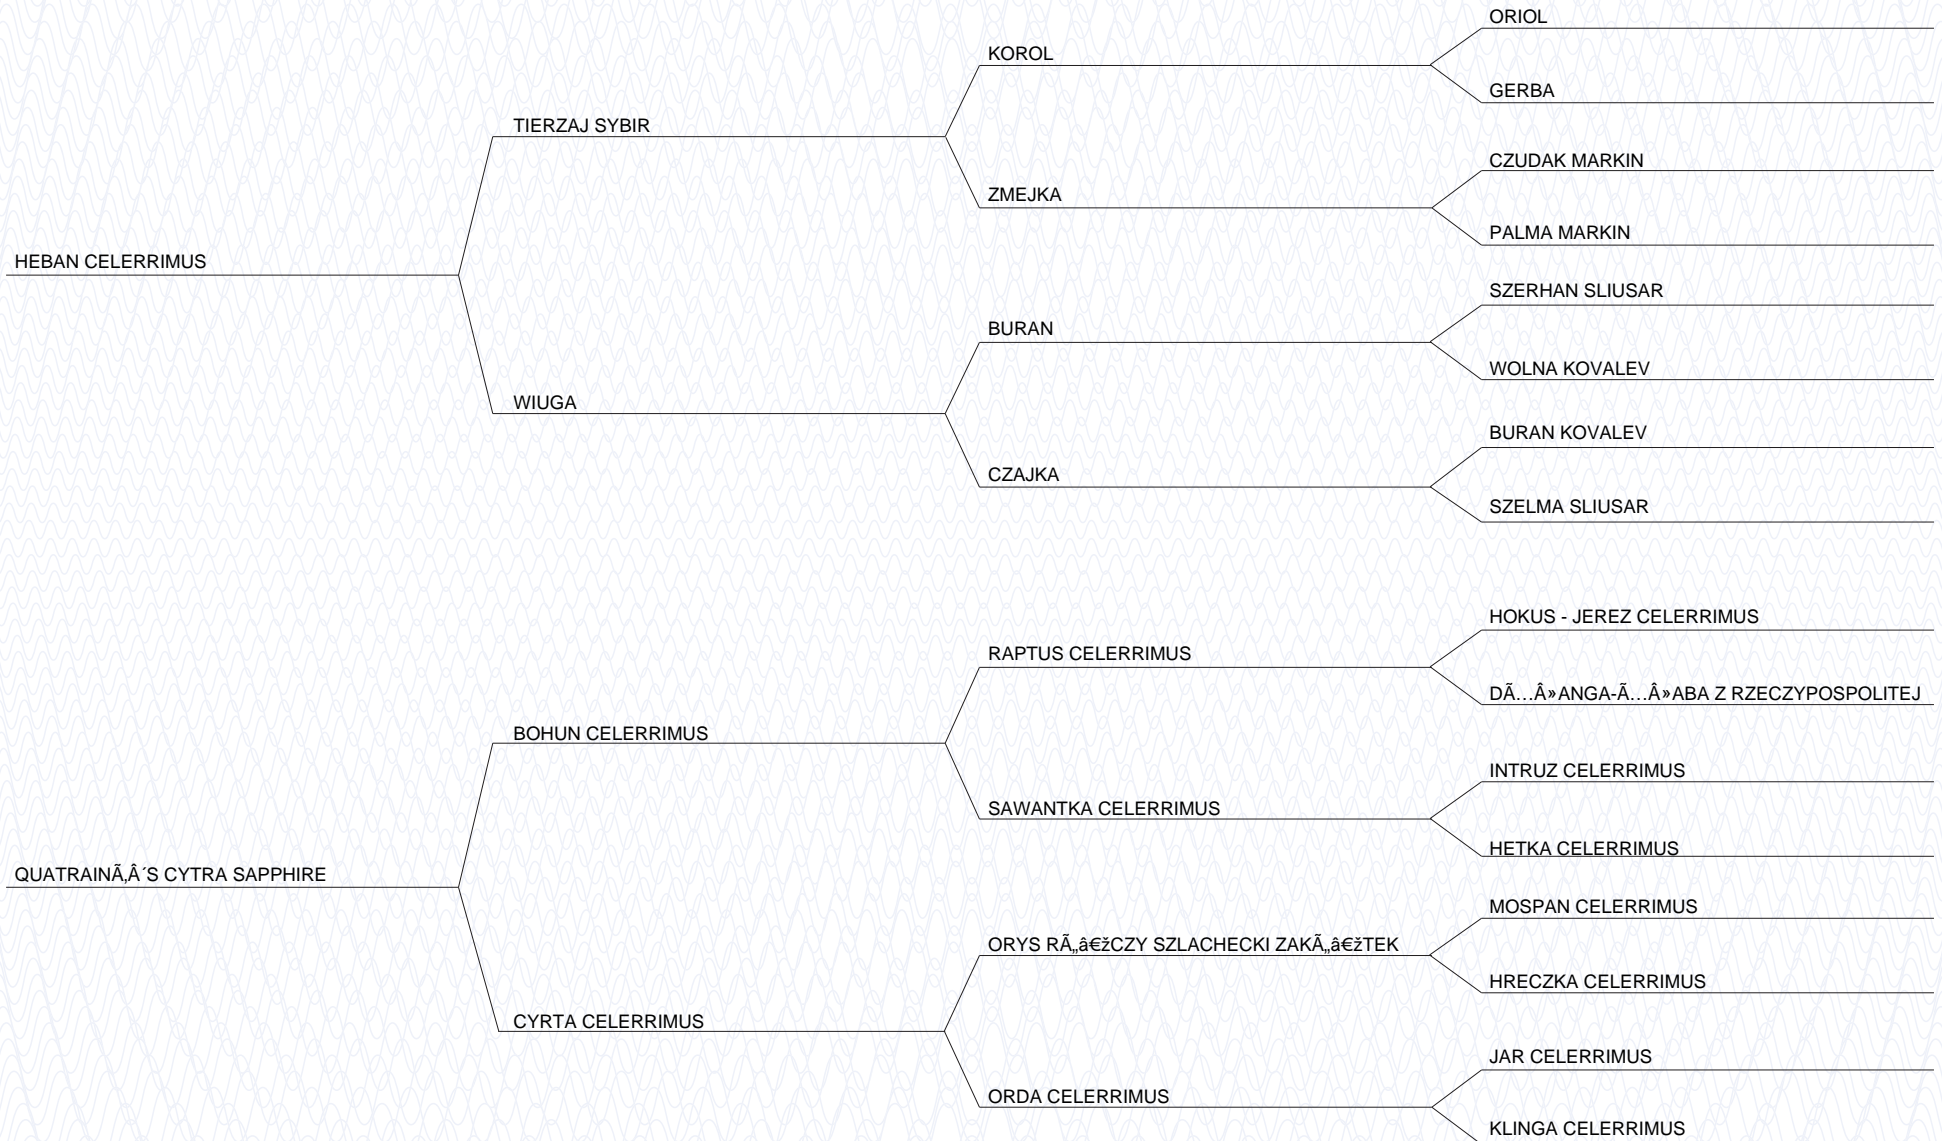 ORIOL
KOROL
GERBA
TIERZAJ SYBIR
CZUDAK MARKIN
ZMEJKA
PALMA MARKIN
HEBAN CELERRIMUS
SZERHAN SLIUSAR
BURAN
WOLNA KOVALEV
WIUGA
BURAN KOVALEV
CZAJKA
SZELMA SLIUSAR
HOKUS - JEREZ CELERRIMUS
RAPTUS CELERRIMUS
DÃ…Â»ANGA-Ã…Â»ABA Z RZECZYPOSPOLITEJ
BOHUN CELERRIMUS
INTRUZ CELERRIMUS
SAWANTKA CELERRIMUS
HETKA CELERRIMUS
QUATRAINÃ‚Â´S CYTRA SAPPHIRE
MOSPAN CELERRIMUS
ORYS RÃ„â€žCZY SZLACHECKI ZAKÃ„â€žTEK
HRECZKA CELERRIMUS
CYRTA CELERRIMUS
JAR CELERRIMUS
ORDA CELERRIMUS
KLINGA CELERRIMUS